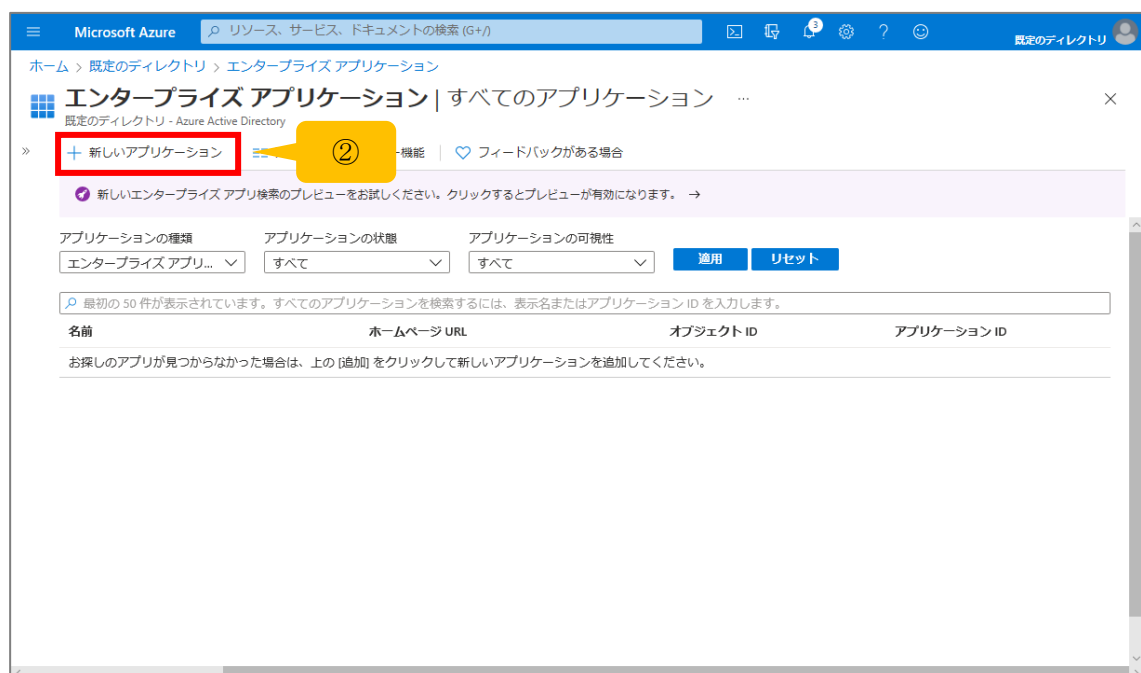 Microsoft Azure
リソース、サービス、ドキュメントの検索 (G+/)
3
既定のディレクトリ
ホーム > 既定のディレクトリ > エンタープライズ アプリケーション
エンタープライズ アプリケーション | すべてのアプリケーション ...
既定のディレクトリ - Azure Active Directory
+ 新しいアプリケーション
②
機能
フィードバックがある場合
新しいエンタープライズ アプリ検索のプレビューをお試しください。クリックするとプレビューが有効になります。 →
アプリケーションの種類 アプリケーションの状態 アプリケーションの可視性
エンタープライズ アプリ... すべて すべて 適用 リセット
最初の 50 件が表示されています。すべてのアプリケーションを検索するには、表示名またはアプリケーション ID を入力します。
名前 ホームページ URL オブジェクト ID アプリケーション ID
お探しのアプリが見つからなかった場合は、上の [追加] をクリックして新しいアプリケーションを追加してください。